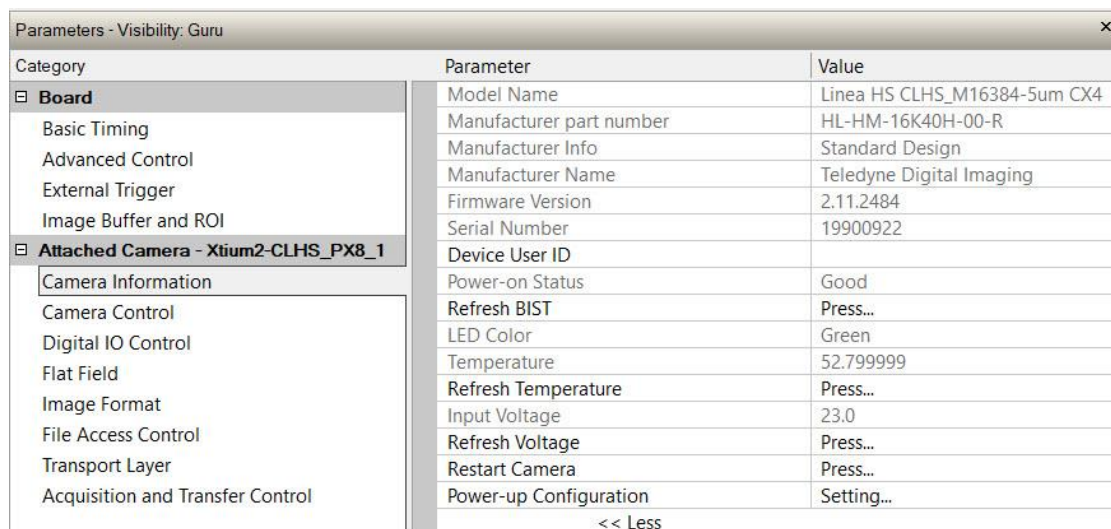 Parameters - Visibility: Guru ×
Category Parameter Value
Board
Basic Timing
Advanced Control
External Trigger
Image Buffer and ROI
Attached Camera - Xtium2-CLHS_PX8_1
Camera Information
Camera Control
Digital IO Control
Flat Field
Image Format
File Access Control
Transport Layer
Acquisition and Transfer Control
Model Name Linea HS CLHS_M16384-5um CX4
Manufacturer part number HL-HM-16K40H-00-R
Manufacturer Info Standard Design
Manufacturer Name Teledyne Digital Imaging
Firmware Version 2.11.2484
Serial Number 19900922
Device User ID
Power-on Status Good
Refresh BIST Press...
LED Color Green
Temperature 52.799999
Refresh Temperature Press...
Input Voltage 23.0
Refresh Voltage Press...
Restart Camera Press...
Power-up Configuration Setting...
<< Less